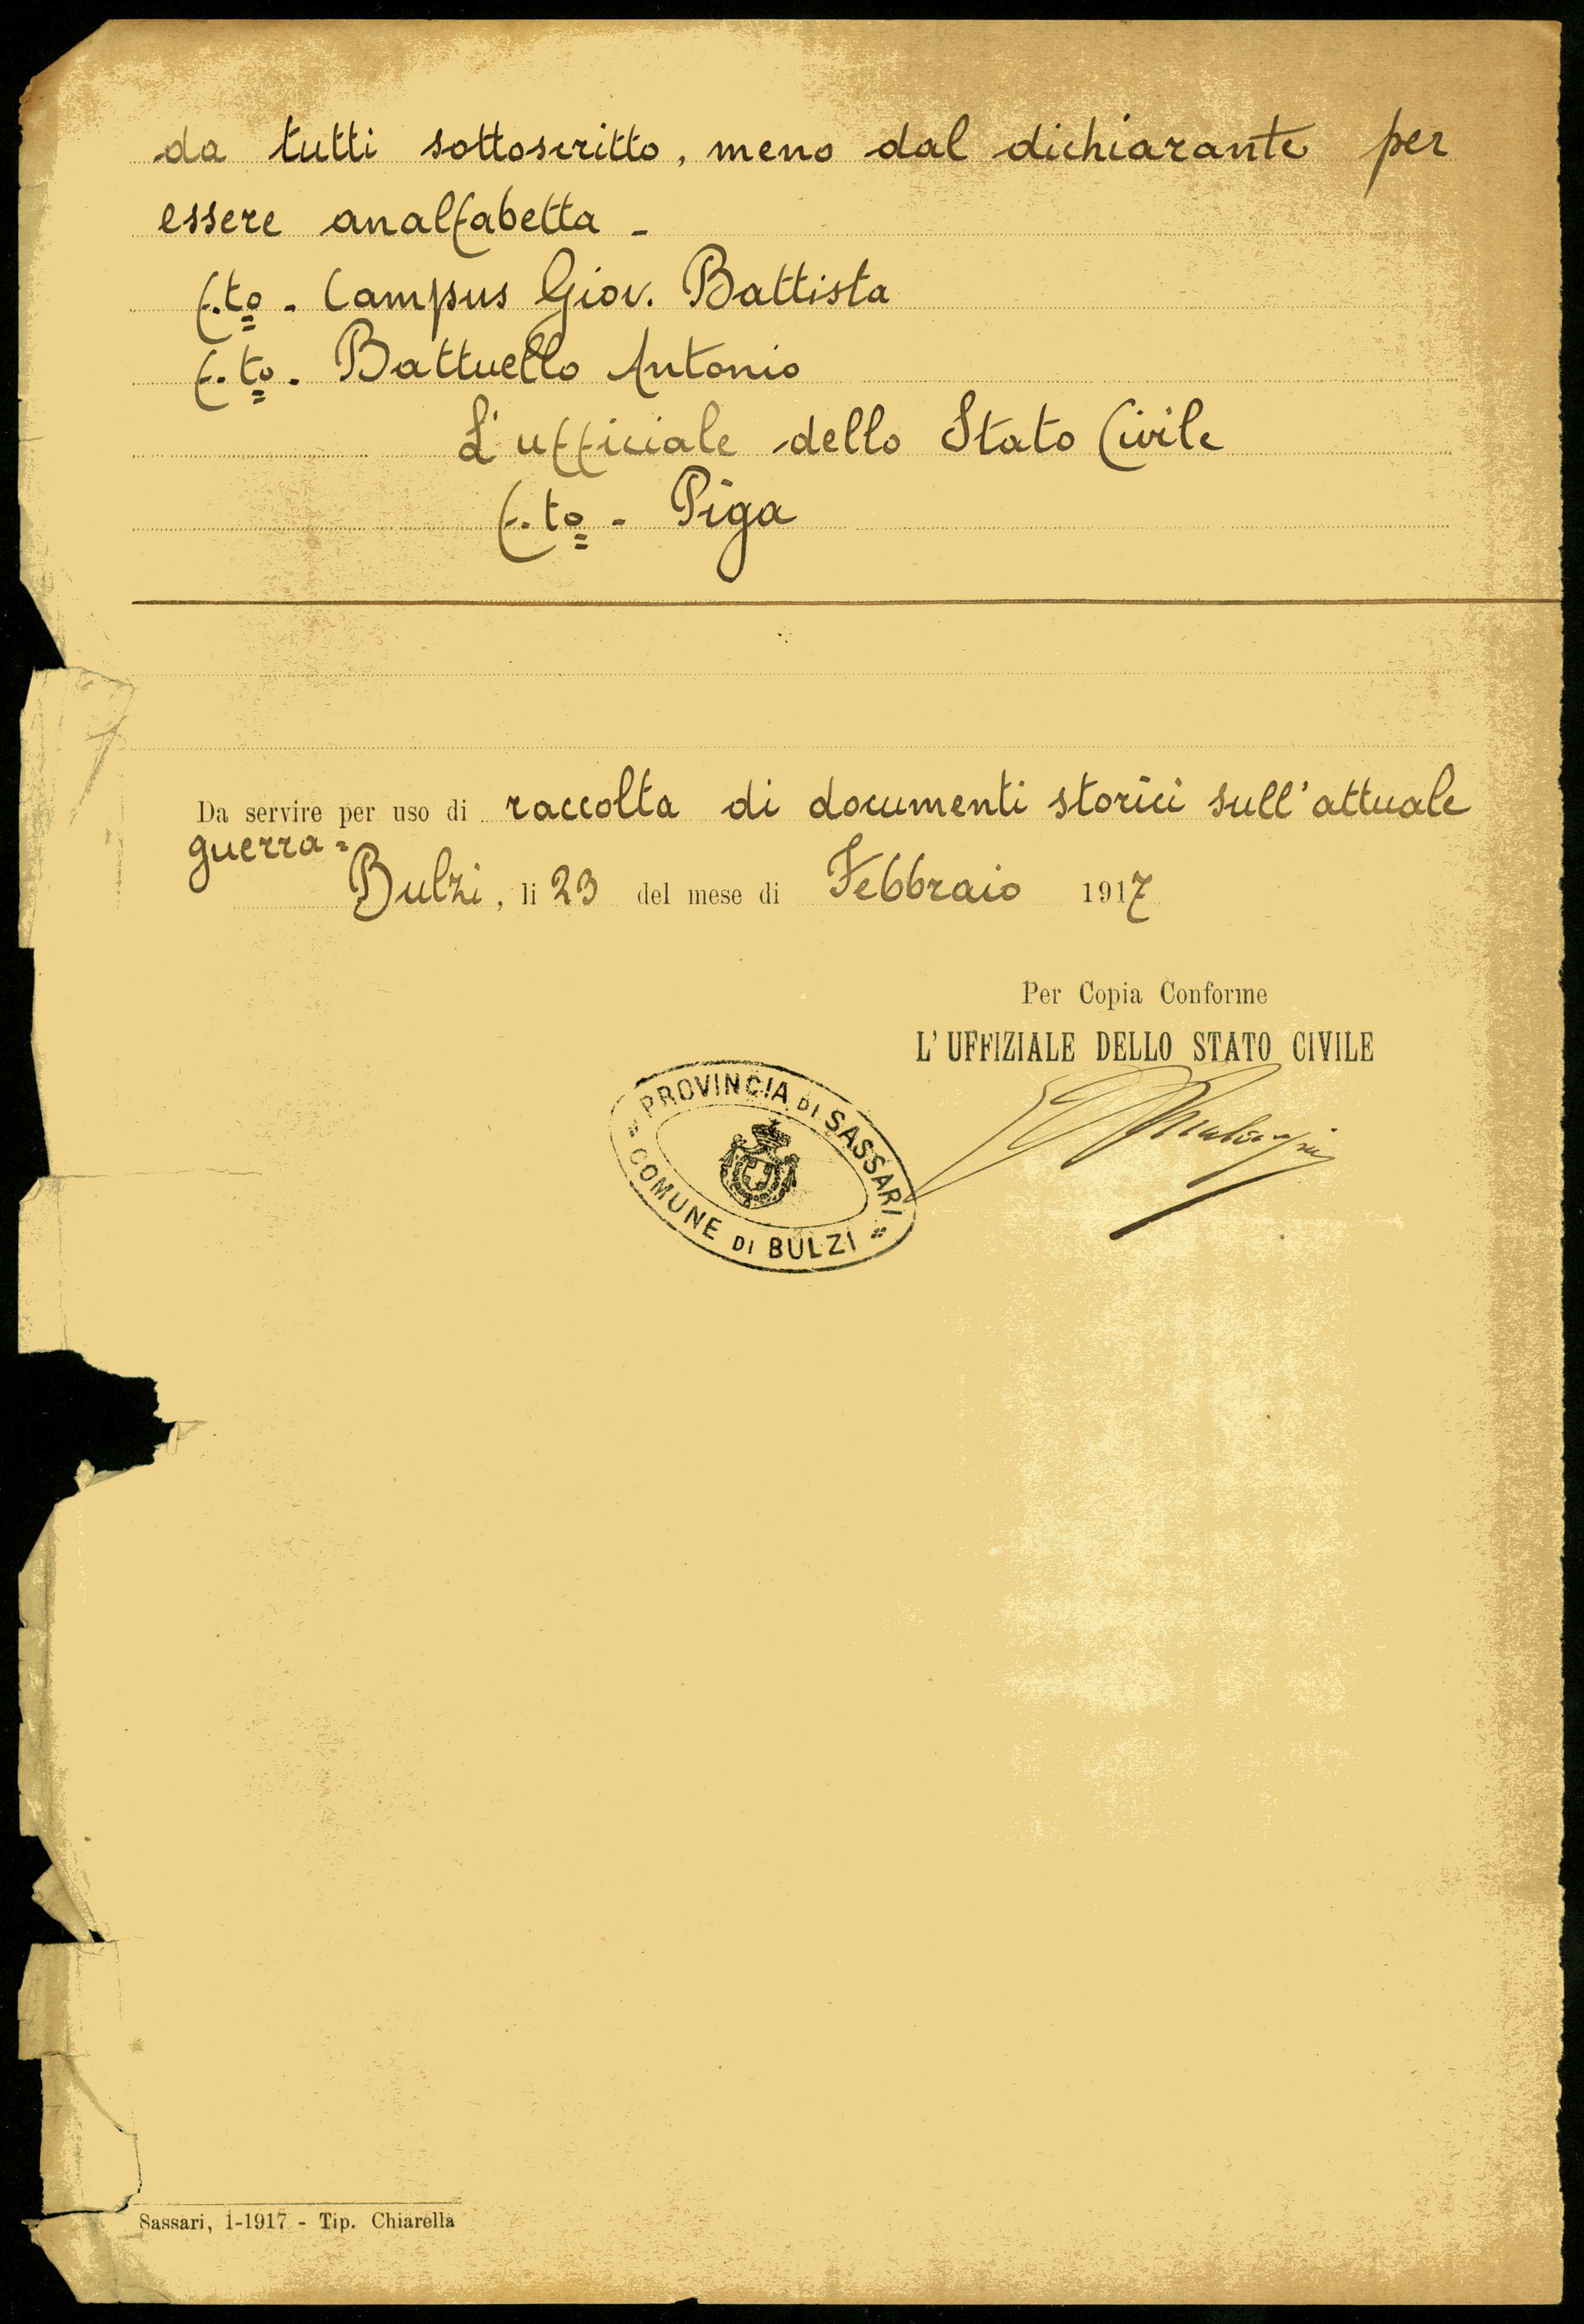 da tutti sottoscritto, meno dal dichiarante per
essere analfabetta -
f.to - Campus Giov. Battista
f.to - Battuello Antonio
L'ufficiale dello Stato Civile
f.to - Piga
Da servire per uso di raccolta di documenti storici sull'attuale
guerra =
Bulzi, li 23 del mese di Febbraio 1917
Per Copia Conforme
L'UFFIZIALE DELLO STATO CIVILE
PROVINCIA DI SASSARI
COMUNE DI BULZI
Sassari, 1-1917 - Tip. Chiarella